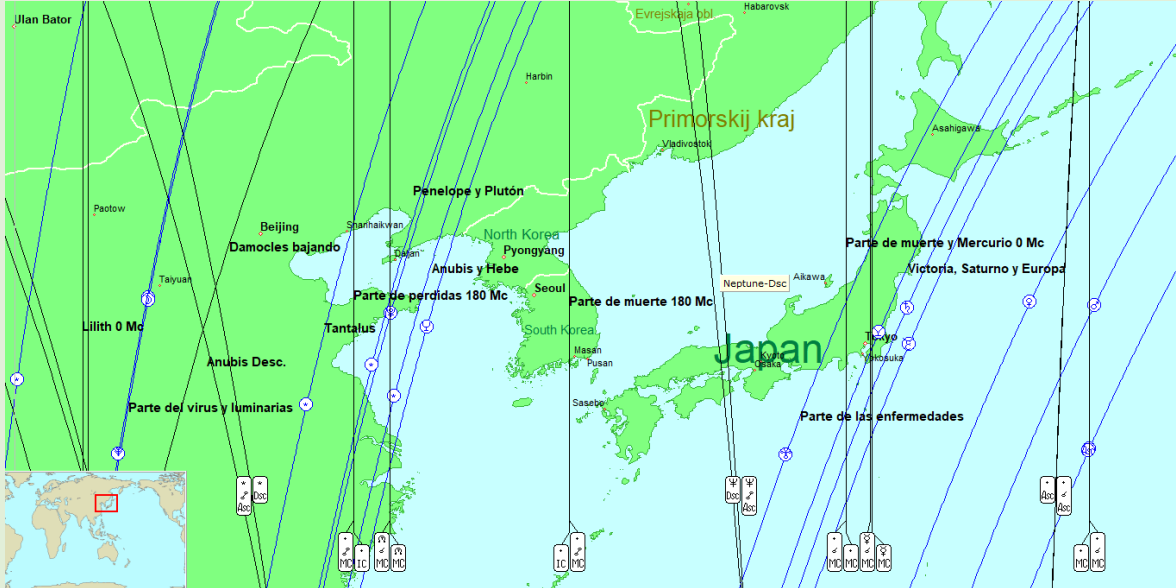 Ulan Bator
Evrejskaja obl
Habarovsk
Harbin
Primorskij kraj
Asahigawa
Vladivostok
Paotow
Penelope y Plutón
Beijing
Shanhaikwan
North Korea
Damocles bajando
Dalian
Pyongyang
Parte de muerte y Mercurio 0 Mc
Anubis y Hebe
Victoria, Saturno y Europa
Taiyuan
Neptune-Dsc
Aikawa
Seoul
Parte de perdidas 180 Mc
Parte de muerte 180 Mc
Lilith 0 Mc
Tantalus
South Korea
Tokyo
Japan
Masan
Kyoto
Yokosuka
Anubis Desc.
Pusan
Osaka
Sasebo
Parte del virus y luminarias
Parte de las enfermedades
Asc
Dsc
Dsc
Asc
Asc
Asc
MC
IC
MC
MC
IC
MC
MC
MC
MC
MC
MC
MC